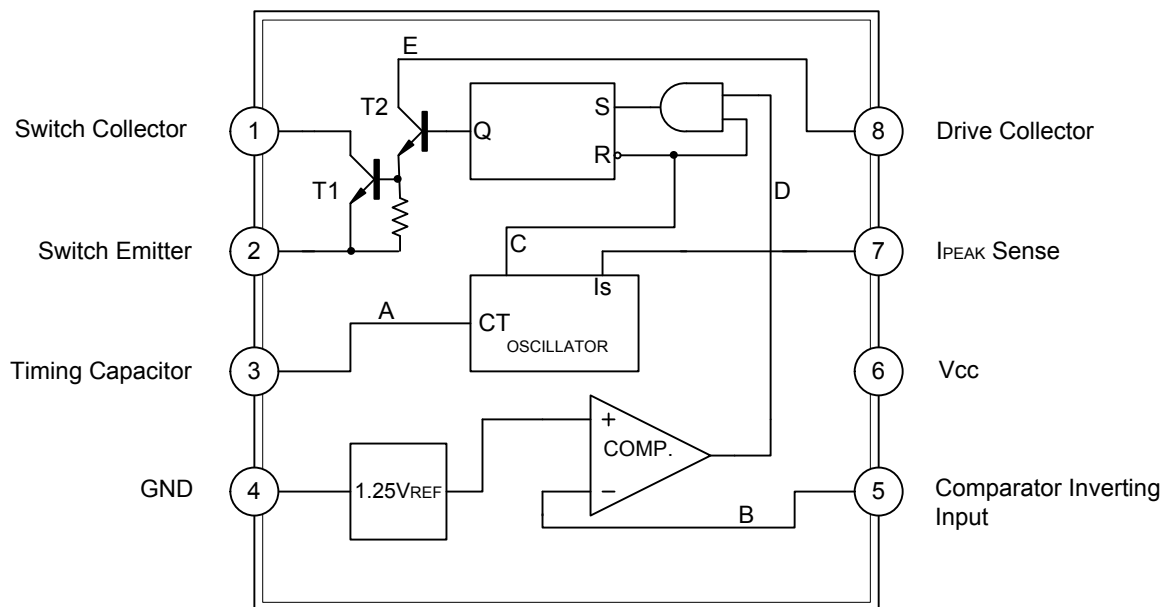 E
T2
Q
S
R
Switch Collector
1
8
Drive Collector
T1
D
Switch Emitter
2
C
7
IPEAK Sense
Is
A
CT
OSCILLATOR
Timing Capacitor
3
6
Vcc
+
COMP.
−
GND
4
1.25VREF
5
Comparator Inverting
Input
B